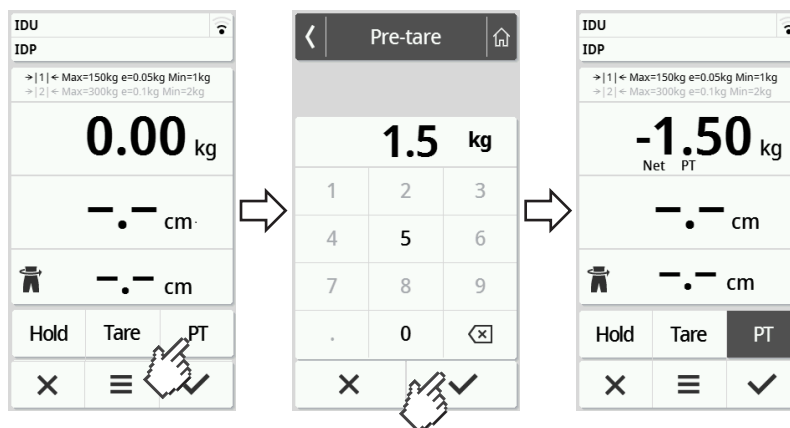 IDU
IDP
→|1|← Max=150kg e=0.05kg Min=1kg
→|2|← Max=300kg e=0.1kg Min=2kg
0.00 kg
–.– cm
–.– cm
Hold Tare PT
Pre-tare
1.5 kg
1 2 3
4 5 6
7 8 9
. 0
IDU
IDP
→|1|← Max=150kg e=0.05kg Min=1kg
→|2|← Max=300kg e=0.1kg Min=2kg
-1.50 kg
Net PT
–.– cm
–.– cm
Hold Tare PT